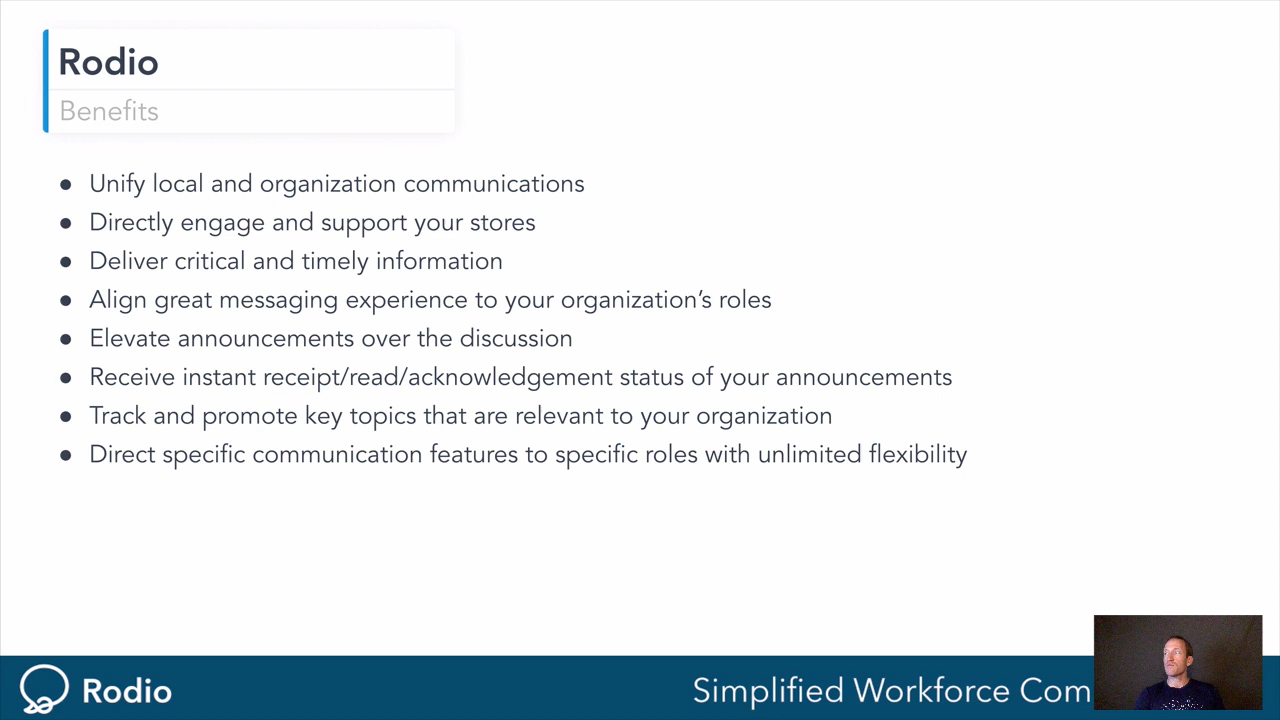 Rodio
Benefits
● Unify local and organization communications
● Directly engage and support your stores
● Deliver critical and timely information
● Align great messaging experience to your organization’s roles
● Elevate announcements over the discussion
● Receive instant receipt/read/acknowledgement status of your announcements
● Track and promote key topics that are relevant to your organization
● Direct specific communication features to specific roles with unlimited flexibility
Rodio
Simplified Workforce Com